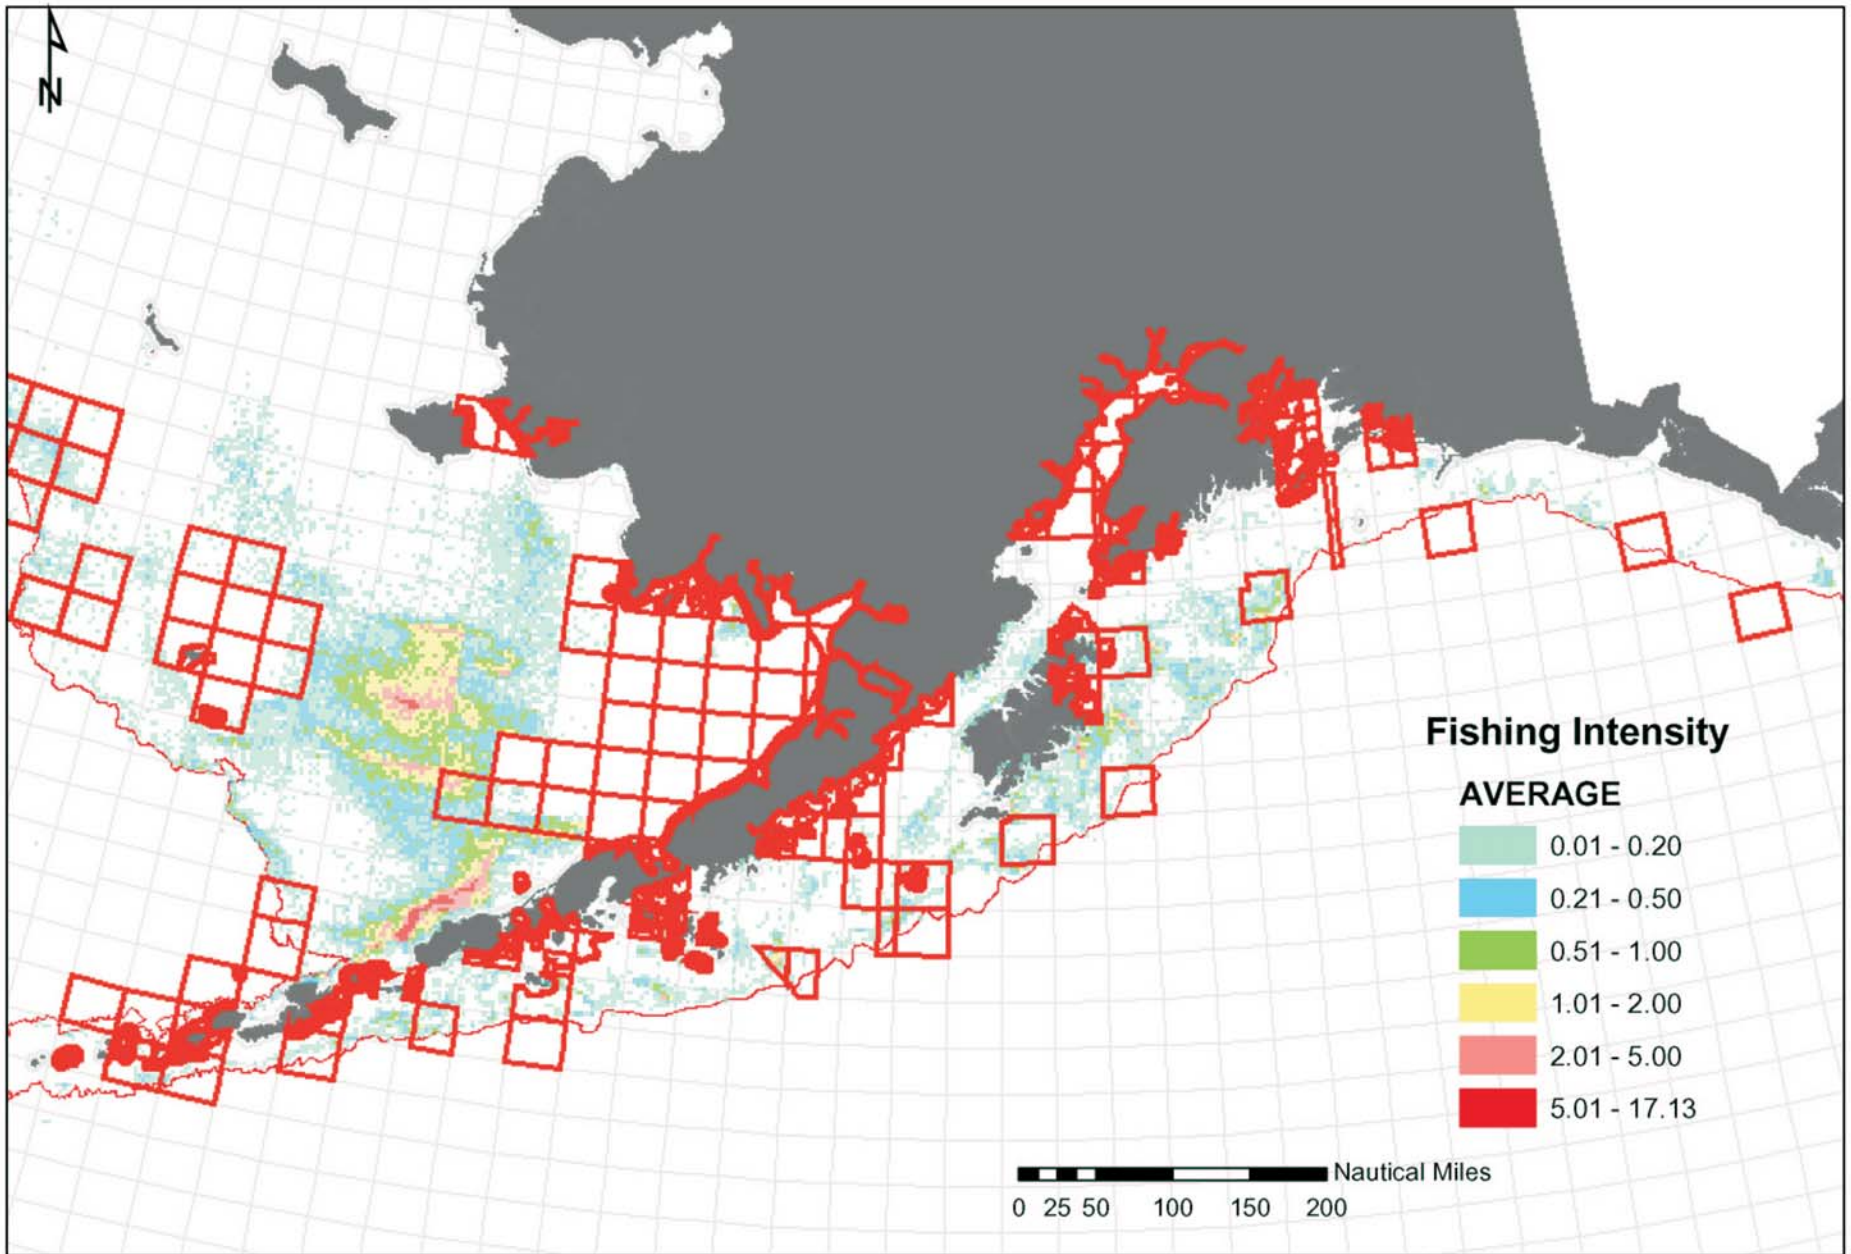 N
Fishing Intensity
AVERAGE
0.01 - 0.20
0.21 - 0.50
0.51 - 1.00
1.01 - 2.00
2.01 - 5.00
5.01 - 17.13
Nautical Miles
0 25 50 100 150 200